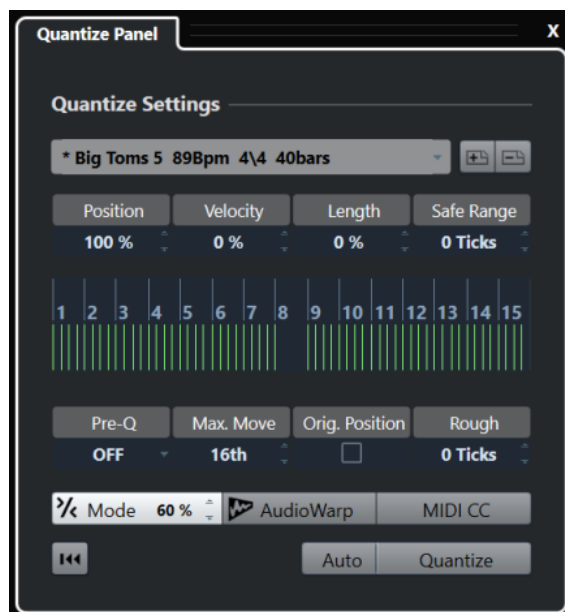 Quantize Panel X
Quantize Settings
* Big Toms 5 89Bpm 4\4 40bars
Position Velocity Length Safe Range
100 % 0 % 0 % 0 Ticks
1 2 3 4 5 6 7 8 9 10 11 12 13 14 15
Pre-Q Max. Move Orig. Position Rough
OFF 16th 0 Ticks
Mode 60 % AudioWarp MIDI CC
Auto Quantize